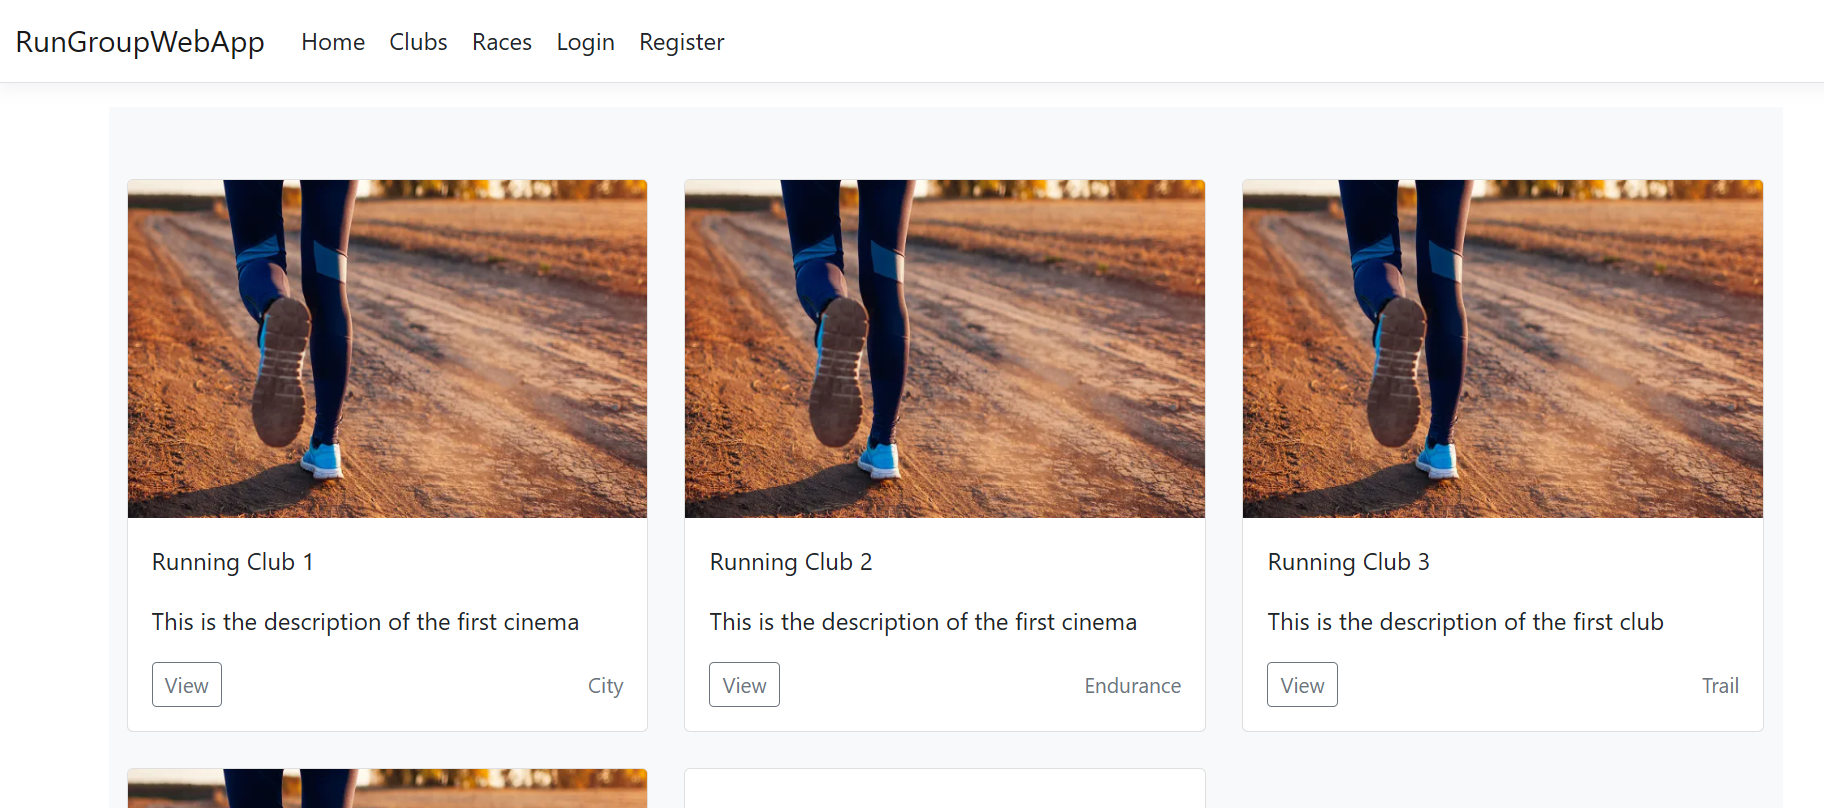 RunGroupWebApp Home Clubs Races Login Register
Running Club 1
This is the description of the first cinema
View City
Running Club 2
This is the description of the first cinema
View Endurance
Running Club 3
This is the description of the first club
View Trail